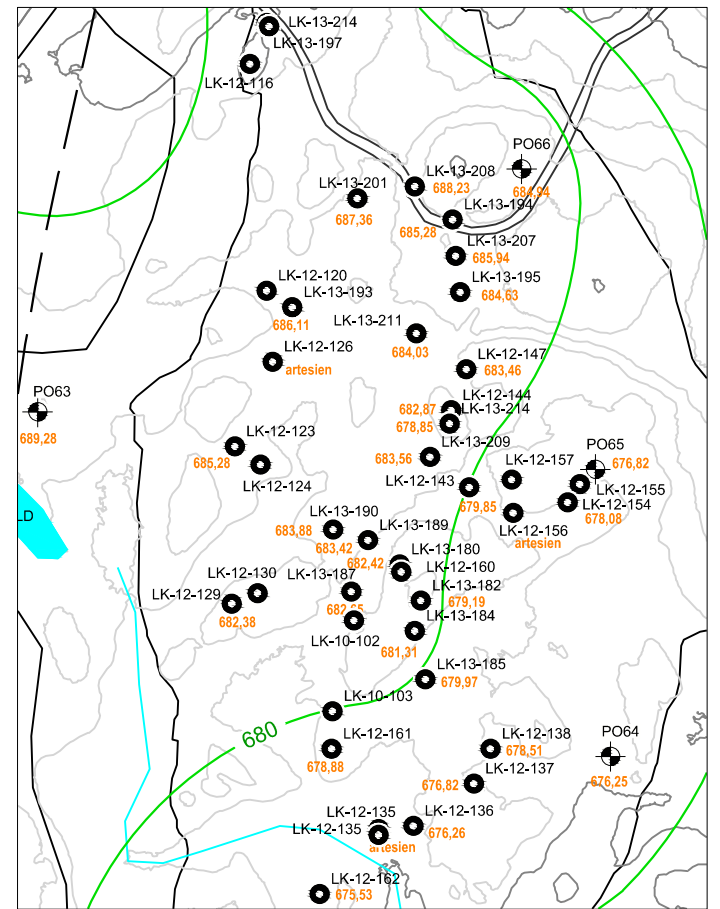 LK-13-214
LK-13-197
LK-12-116
PO66
684,94
LK-13-208
688,23
LK-13-201
687,36
LK-13-194
685,28
LK-13-207
685,94
LK-12-120
LK-13-195
684,63
LK-13-193
686,11
LK-13-211
684,03
LK-12-126
artesien
LK-12-147
683,46
PO63
689,28
LK-12-144
682,87
LK-13-214
678,85
LK-12-123
685,28
LK-13-209
683,56
PO65
676,82
LK-12-124
LK-12-143
679,85
LK-12-157
LK-12-155
LK-12-154
678,08
LK-12-156
artesien
LD
LK-13-190
683,88
683,42
LK-13-189
682,42
LK-13-180
LK-12-160
LK-12-130
LK-13-187
LK-13-182
679,19
LK-12-129
682,38
682,65
LK-13-184
681,31
LK-10-102
LK-13-185
679,97
LK-10-103
680
LK-12-161
678,88
LK-12-138
678,51
PO64
676,25
LK-12-137
676,82
LK-12-135
LK-12-136
676,26
LK-12-135
artesien
LK-12-162
675,53